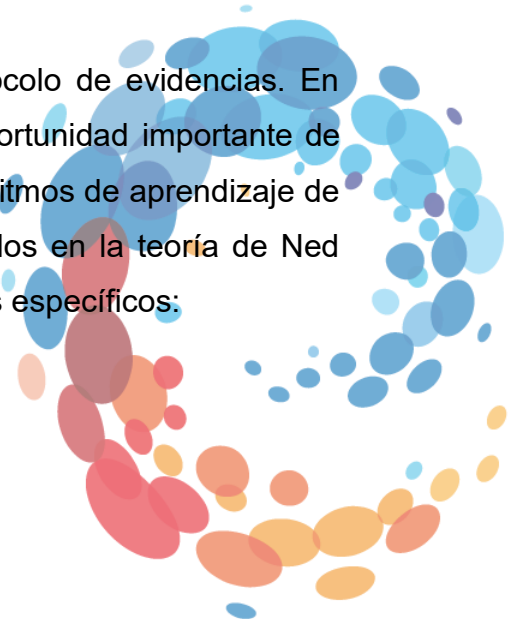 ocolo de evidencias. En
ortunidad importante de
itmos de aprendizaje de
los en la teoría de Ned
s específicos: